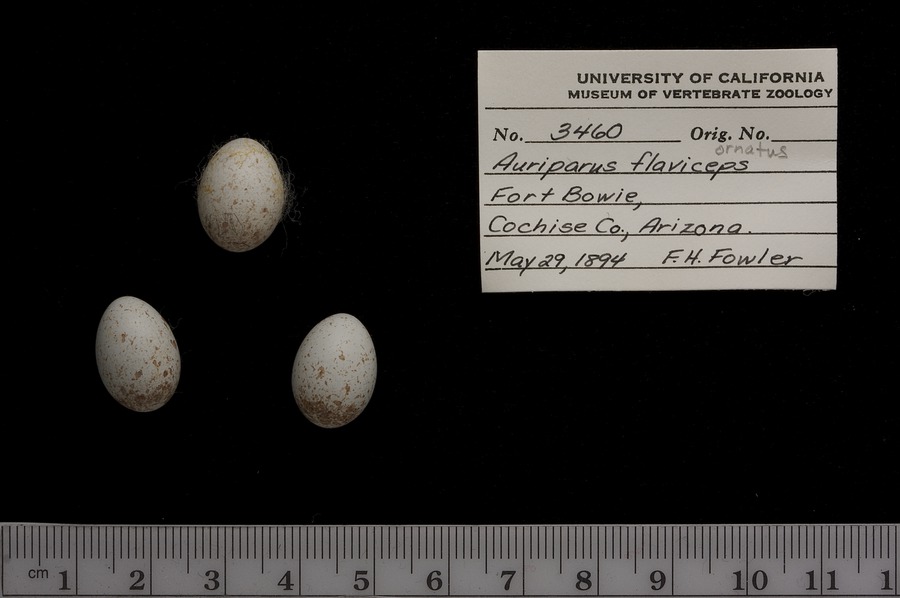 UNIVERSITY OF CALIFORNIA
MUSEUM OF VERTEBRATE ZOOLOGY
No. 3460 Orig. No.
ornatus
Auriparus flaviceps
Fort Bowie,
Cochise Co., Arizona.
May 29, 1894 F.H. Fowler
cm 1 2 3 4 5 6 7 8 9 10 11 1